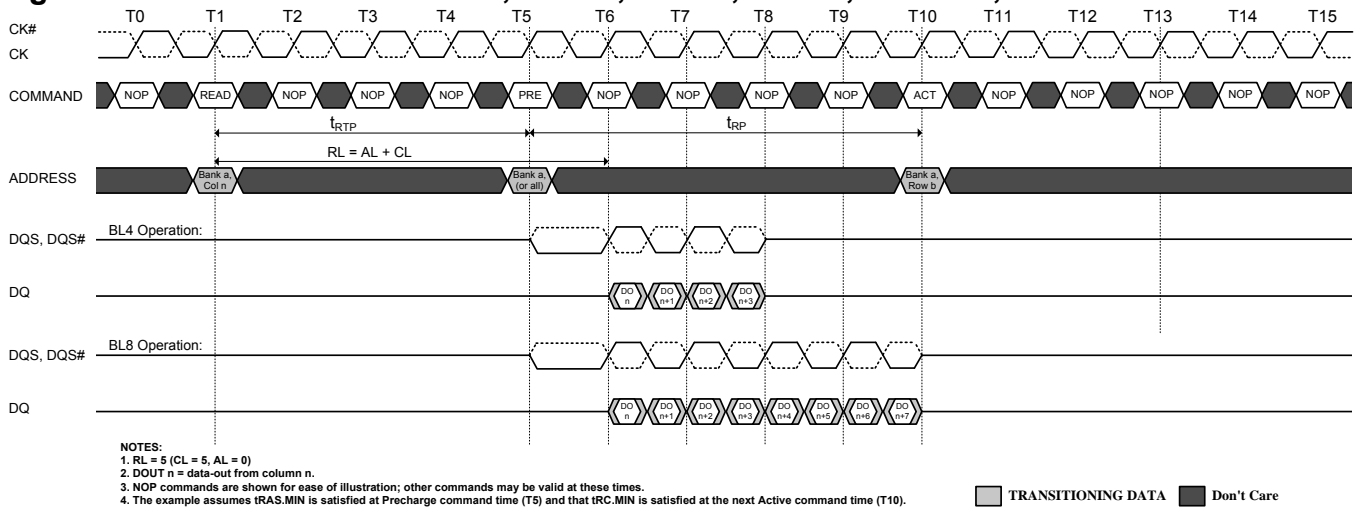 T0 T1 T2 T3 T4 T5 T6 T7 T8 T9 T10 T11 T12 T13 T14 T15
CK#
CK
COMMAND NOP READ NOP NOP NOP PRE NOP NOP NOP NOP ACT NOP NOP NOP NOP NOP
tRTP tRP
RL = AL + CL
ADDRESS
Bank a, Col n
Bank a, (or all)
Bank a, Row b
BL4 Operation:
DQS, DQS#
DQ
DO n DO n+1 DO n+2 DO n+3
BL8 Operation:
DQS, DQS#
DQ
DO n DO n+1 DO n+2 DO n+3 DO n+4 DO n+5 DO n+6 DO n+7
NOTES:
1. RL = 5 (CL = 5, AL = 0)
2. DOUT n = data-out from column n.
3. NOP commands are shown for ease of illustration; other commands may be valid at these times.
4. The example assumes tRAS.MIN is satisfied at Precharge command time (T5) and that tRC.MIN is satisfied at the next Active command time (T10).
TRANSITIONING DATA Don't Care